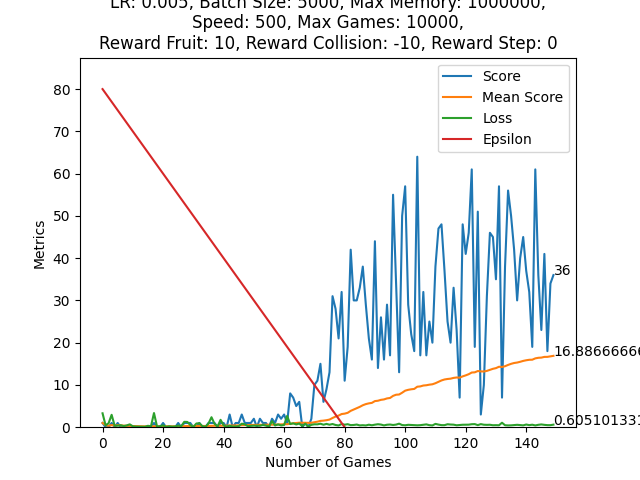 LR: 0.005, Batch Size: 5000, Max Memory: 1000000,
Speed: 500, Max Games: 10000,
Reward Fruit: 10, Reward Collision: -10, Reward Step: 0
Score
Mean Score
Loss
Epsilon
Metrics
80
70
60
50
40
30
20
10
0
36
16.88666666
0.605101331
0 20 40 60 80 100 120 140
Number of Games